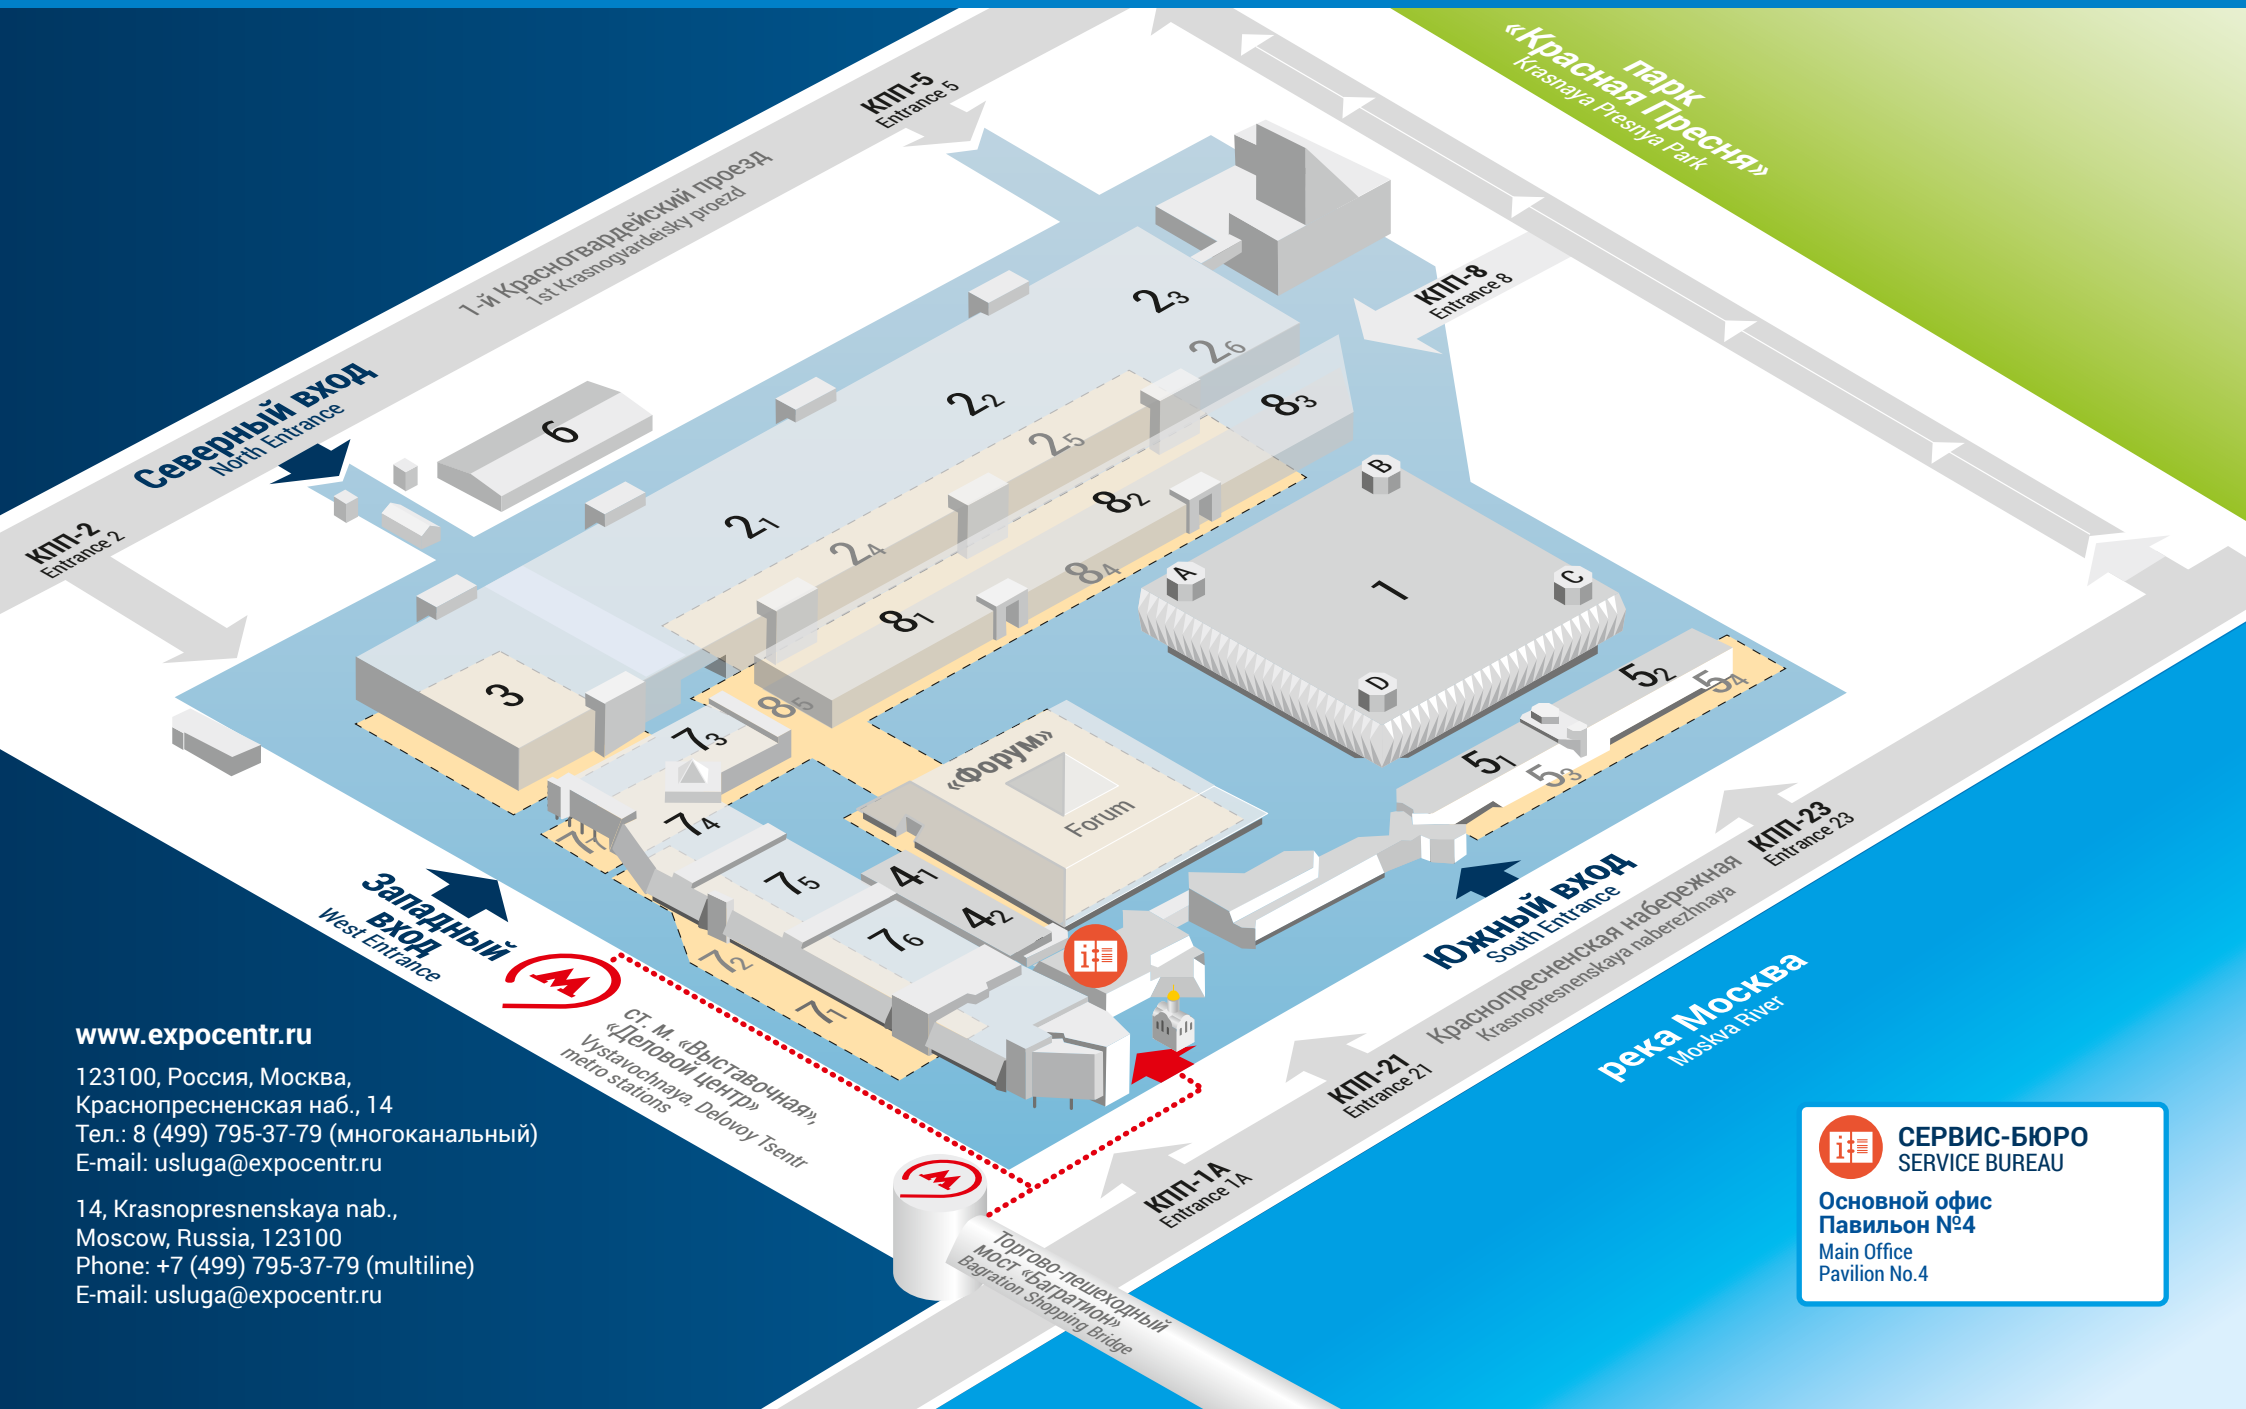 парк
«Красная Пресня»
Krasnaya Presnya Park
КПП-5
Entrance 5
1-й Красногвардейский проезд
1st Krasnogvardeisky proezd
КПП-8
Entrance 8
Северный вход
North Entrance
КПП-2
Entrance 2
6
2₃
2₆
2₂
2₅
2₁
2₄
8₃
8₂
8₄
8₁
8₅
B
A
C
D
1
3
5₂
5₄
5₁
5₃
7₃
7₄
7₅
7₆
7₂
7₁
4₁
4₂
«Форум»
Forum
Западный
вход
West Entrance
Южный вход
South Entrance
КПП-23
Entrance 23
Краснопресненская набережная
Krasnopresnenskaya naberezhnaya
КПП-21
Entrance 21
КПП-1А
Entrance 1A
река Москва
Moskva River
ст. м. «Выставочная»,
«Деловой центр»
Vystavochnaya, Delovoy Tsentr
metro stations
Торгово-пешеходный
мост «Багратион»
Bagration Shopping Bridge
www.expocentr.ru
123100, Россия, Москва,
Краснопресненская наб., 14
Тел.: 8 (499) 795-37-79 (многоканальный)
E-mail: usluga@expocentr.ru
14, Krasnopresnenskaya nab.,
Moscow, Russia, 123100
Phone: +7 (499) 795-37-79 (multiline)
E-mail: usluga@expocentr.ru
СЕРВИС-БЮРО
SERVICE BUREAU
Основной офис
Павильон №4
Main Office
Pavilion No.4